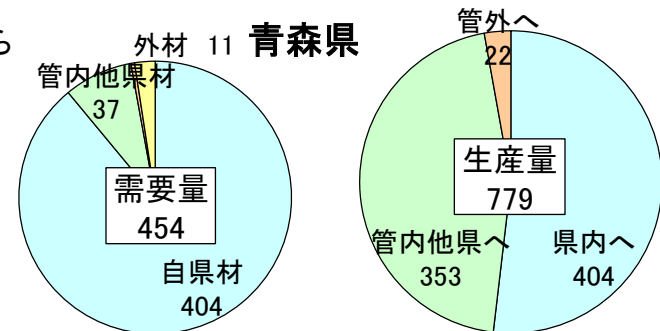 ら
外材 11
青森県
管内他県材
37
需要量
454
自県材
404
管外へ
22
生産量
779
管内他県へ
353
県内へ
404